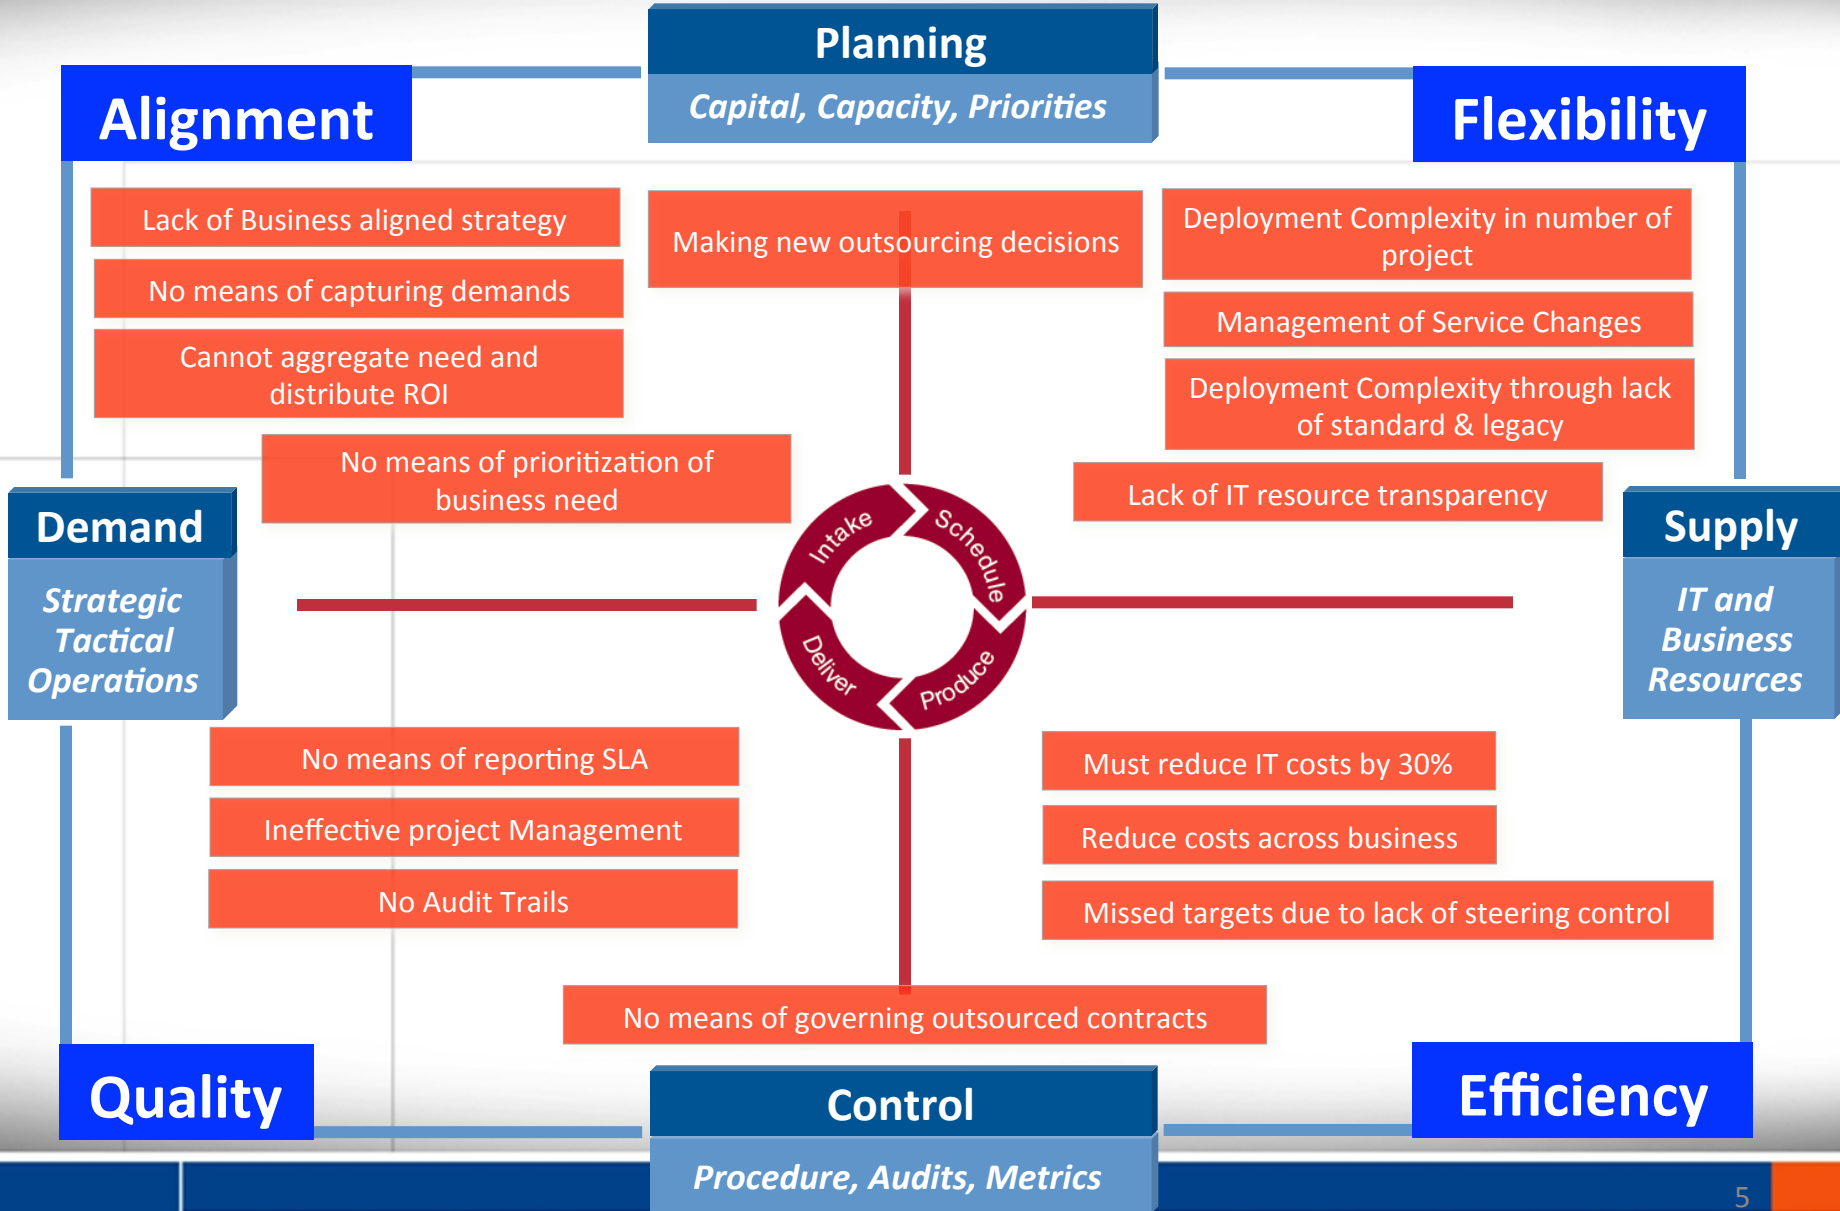 Planning
Capital, Capacity, Priorities
Alignment
Flexibility
Lack of Business aligned strategy
No means of capturing demands
Cannot aggregate need and
distribute ROI
No means of prioritization of
business need
Making new outsourcing decisions
Deployment Complexity in number of
project
Management of Service Changes
Deployment Complexity through lack
of standard & legacy
Lack of IT resource transparency
Demand
Strategic
Tactical
Operations
Intake
Schedule
Produce
Deliver
Supply
IT and
Business
Resources
No means of reporting SLA
Ineffective project Management
No Audit Trails
Must reduce IT costs by 30%
Reduce costs across business
Missed targets due to lack of steering control
No means of governing outsourced contracts
Quality
Control
Procedure, Audits, Metrics
Efficiency
5